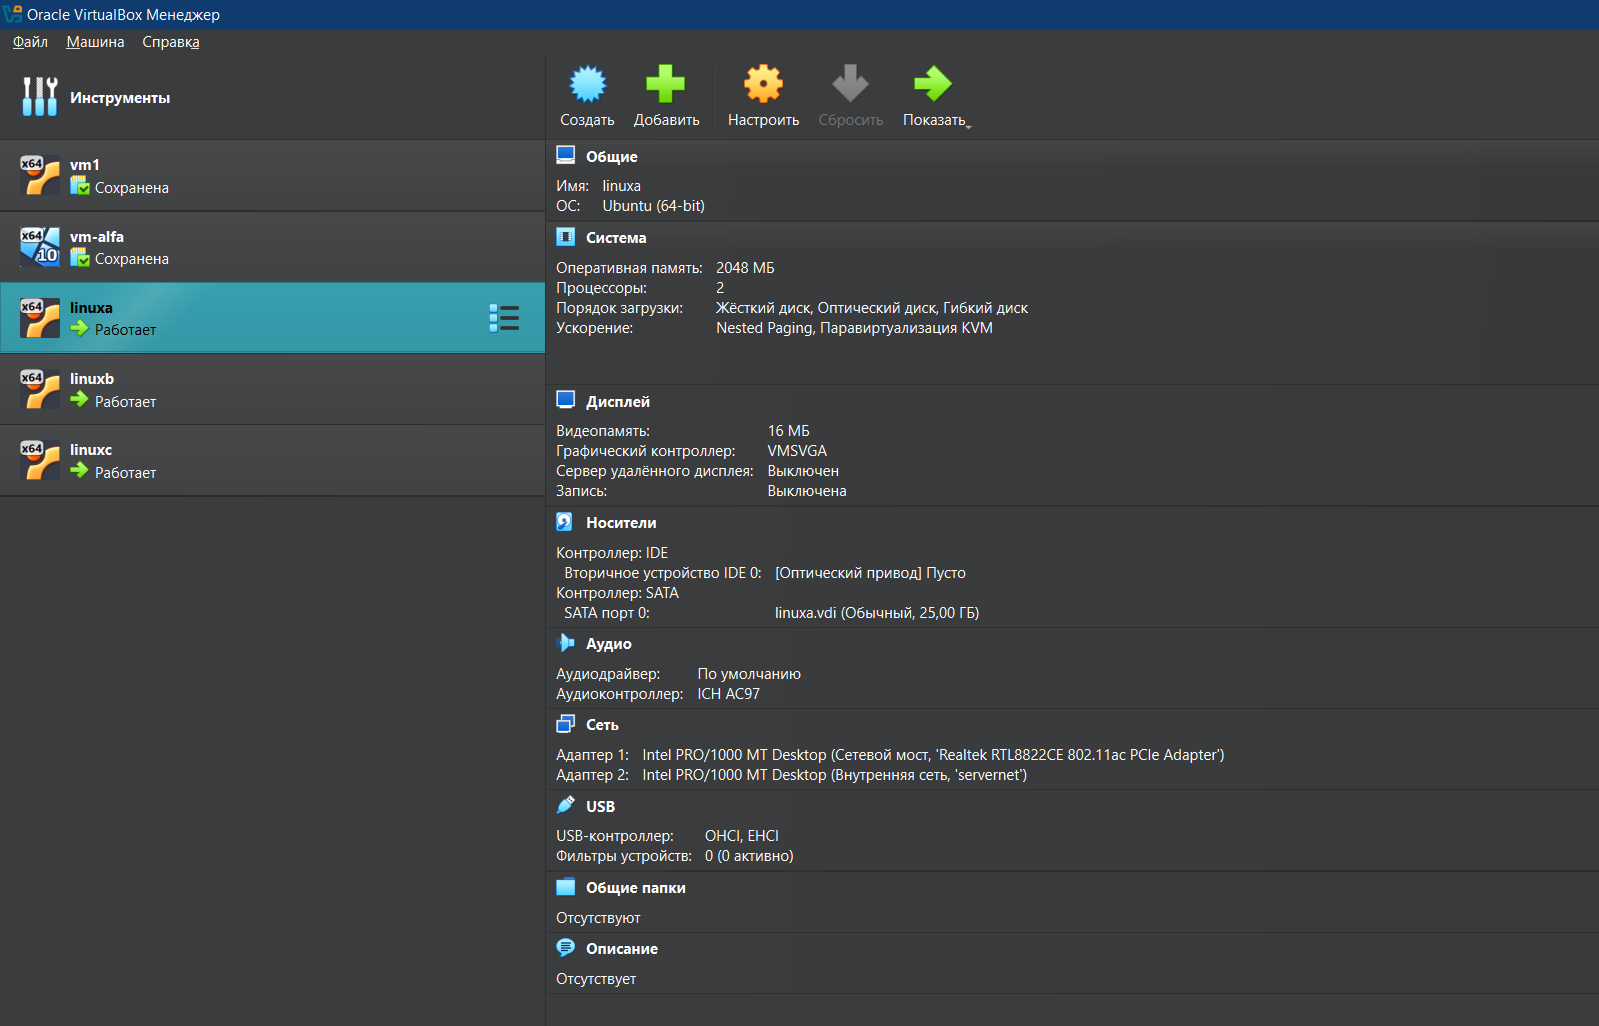 Oracle VirtualBox Менеджер
Файл Машина Справка
Инструменты
x64 vm1
Сохранена
x64 10 vm-alfa
Сохранена
x64 linuxa
Работает
x64 linuxb
Работает
x64 linuxc
Работает
Создать Добавить Настроить Сбросить Показать
Общие
Имя: linuxa
ОС: Ubuntu (64-bit)
Система
Оперативная память: 2048 МБ
Процессоры: 2
Порядок загрузки: Жёсткий диск, Оптический диск, Гибкий диск
Ускорение: Nested Paging, Паравиртуализация KVM
Дисплей
Видеопамять: 16 МБ
Графический контроллер: VMSVGA
Сервер удалённого дисплея: Выключен
Запись: Выключена
Носители
Контроллер: IDE
Вторичное устройство IDE 0: [Оптический привод] Пусто
Контроллер: SATA
SATA порт 0: linuxa.vdi (Обычный, 25,00 ГБ)
Аудио
Аудиодрайвер: По умолчанию
Аудиоконтроллер: ICH AC97
Сеть
Адаптер 1: Intel PRO/1000 MT Desktop (Сетевой мост, 'Realtek RTL8822CE 802.11ac PCIe Adapter')
Адаптер 2: Intel PRO/1000 MT Desktop (Внутренняя сеть, 'servernet')
USB
USB-контроллер: OHCI, EHCI
Фильтры устройств: 0 (0 активно)
Общие папки
Отсутствуют
Описание
Отсутствует